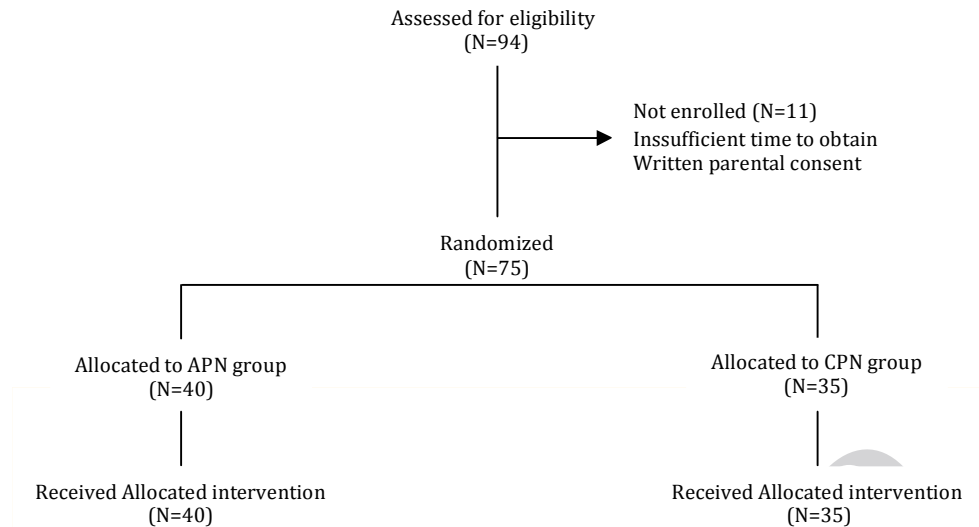 Assessed for eligibility
(N=94)
Not enrolled (N=11)
Inssufficient time to obtain
Written parental consent
Randomized
(N=75)
Allocated to APN group
(N=40)
Allocated to CPN group
(N=35)
Received Allocated intervention
(N=40)
Received Allocated intervention
(N=35)